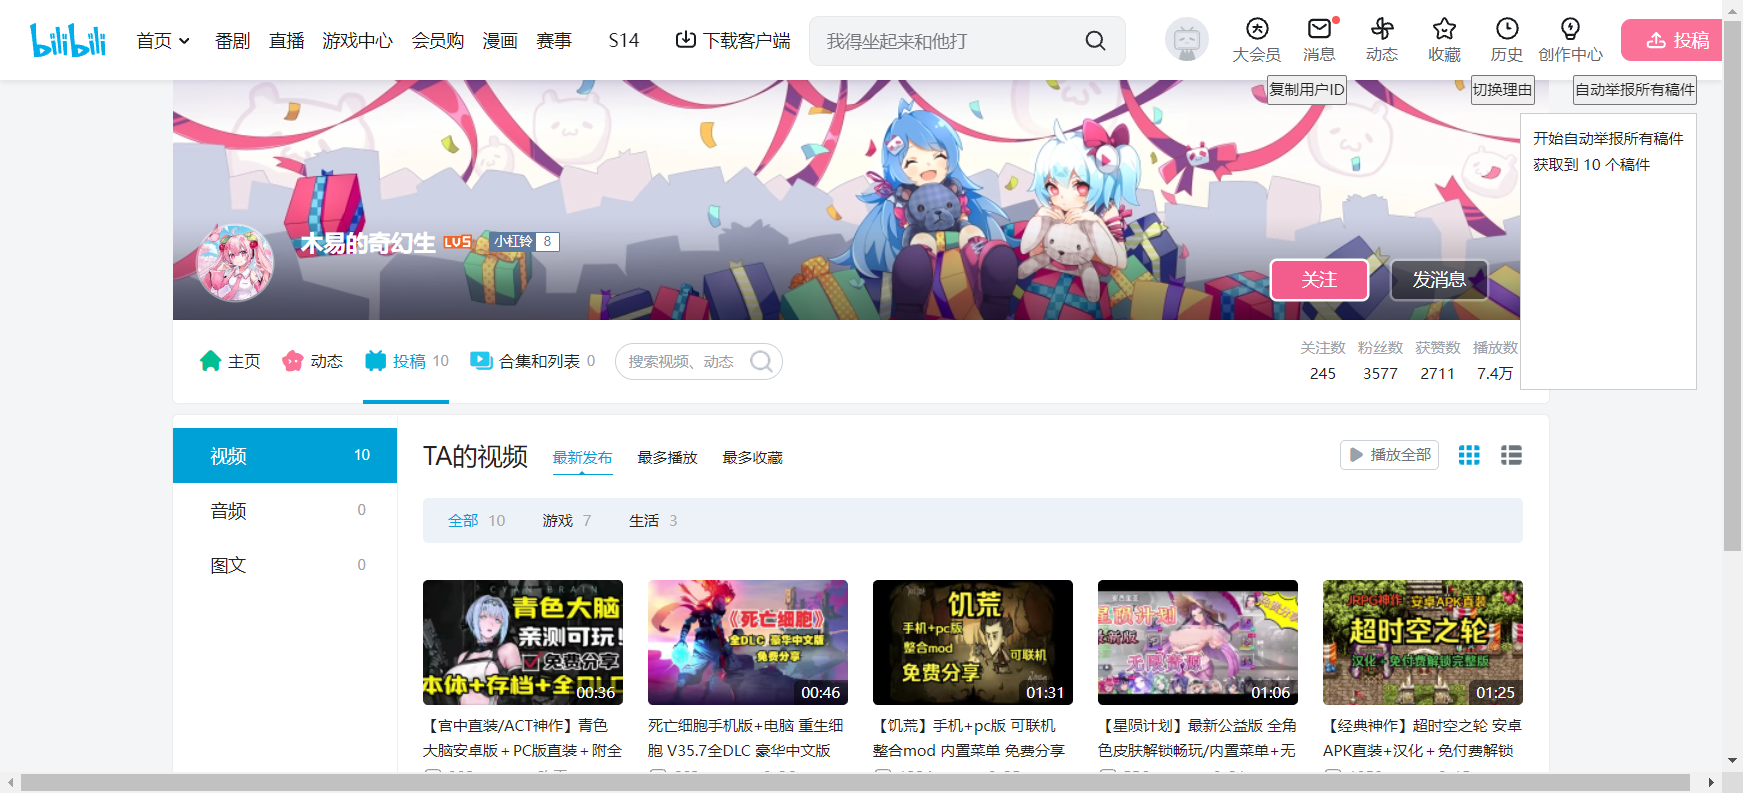 bilibili
首页
番剧
直播
游戏中心
会员购
漫画
赛事
S14
下载客户端
我得坐起来和他打
大会员
消息
动态
收藏
历史
创作中心
投稿
复制用户ID
切换理由
自动举报所有稿件
开始自动举报所有稿件
获取到 10 个稿件
木易的奇幻生 LV5 小杠铃 8
关注
发消息
主页
动态
投稿 10
合集和列表 0
搜索视频、动态
关注数 粉丝数 获赞数 播放数
245 3577 2711 7.4万
视频 10
音频 0
图文 0
TA的视频
最新发布
最多播放
最多收藏
播放全部
全部 10
游戏 7
生活 3
CYAN BRAIN
青色大脑
亲测可玩!
免费分享
本体+存档+全DLC
00:36
【官中直装/ACT神作】青色
大脑安卓版+PC版直装+附全
《死亡细胞》
全DLC 豪华中文版
免费分享
00:46
死亡细胞手机版+电脑 重生细
胞 V35.7全DLC 豪华中文版
饥荒
手机+pc版
整合mod
可联机
免费分享
01:31
【饥荒】手机+pc版 可联机
整合mod 内置菜单 免费分享
星陨计划
最新版
免费分享
无限资源
01:06
【星陨计划】最新公益版 全角
色皮肤解锁畅玩/内置菜单+无
JRPG神作 安卓APK直装
超时空之轮
汉化+免付费解锁完整版
01:25
【经典神作】超时空之轮 安卓
APK直装+汉化+免付费解锁